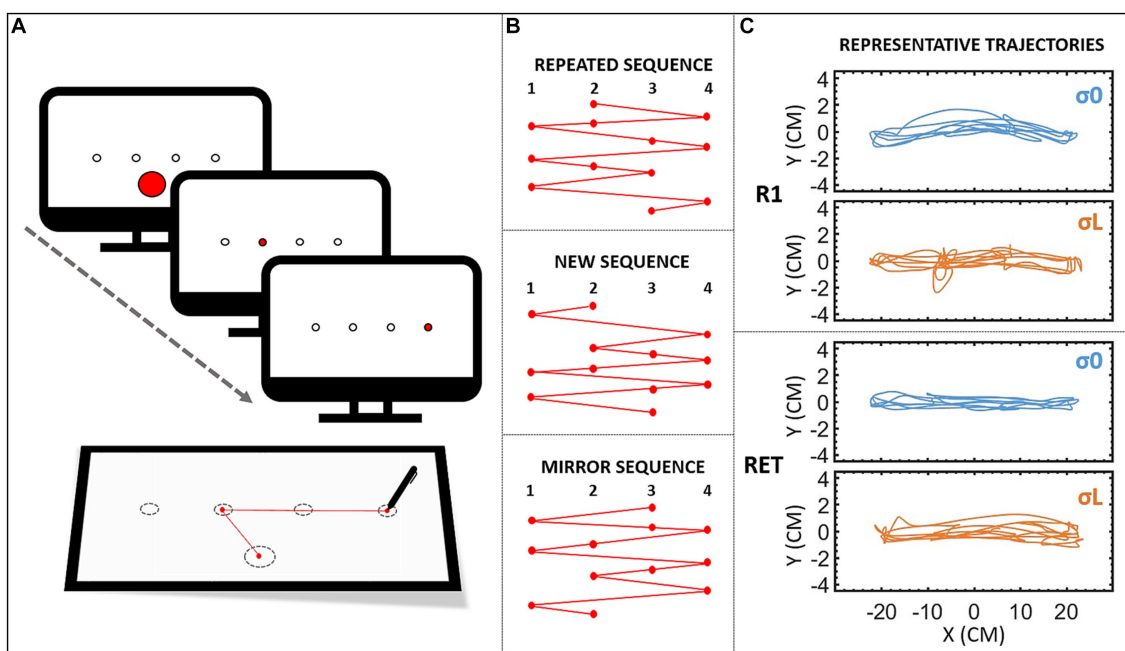 A
B
REPEATED SEQUENCE
1 2 3 4
NEW SEQUENCE
1 2 3 4
MIRROR SEQUENCE
1 2 3 4
C
REPRESENTATIVE TRAJECTORIES
R1
σ0
4
2
0
-2
-4
Y (CM)
σL
4
2
0
-2
-4
Y (CM)
RET
σ0
4
2
0
-2
-4
Y (CM)
σL
4
2
0
-2
-4
Y (CM)
-20 -10 0 10 20
X (CM)